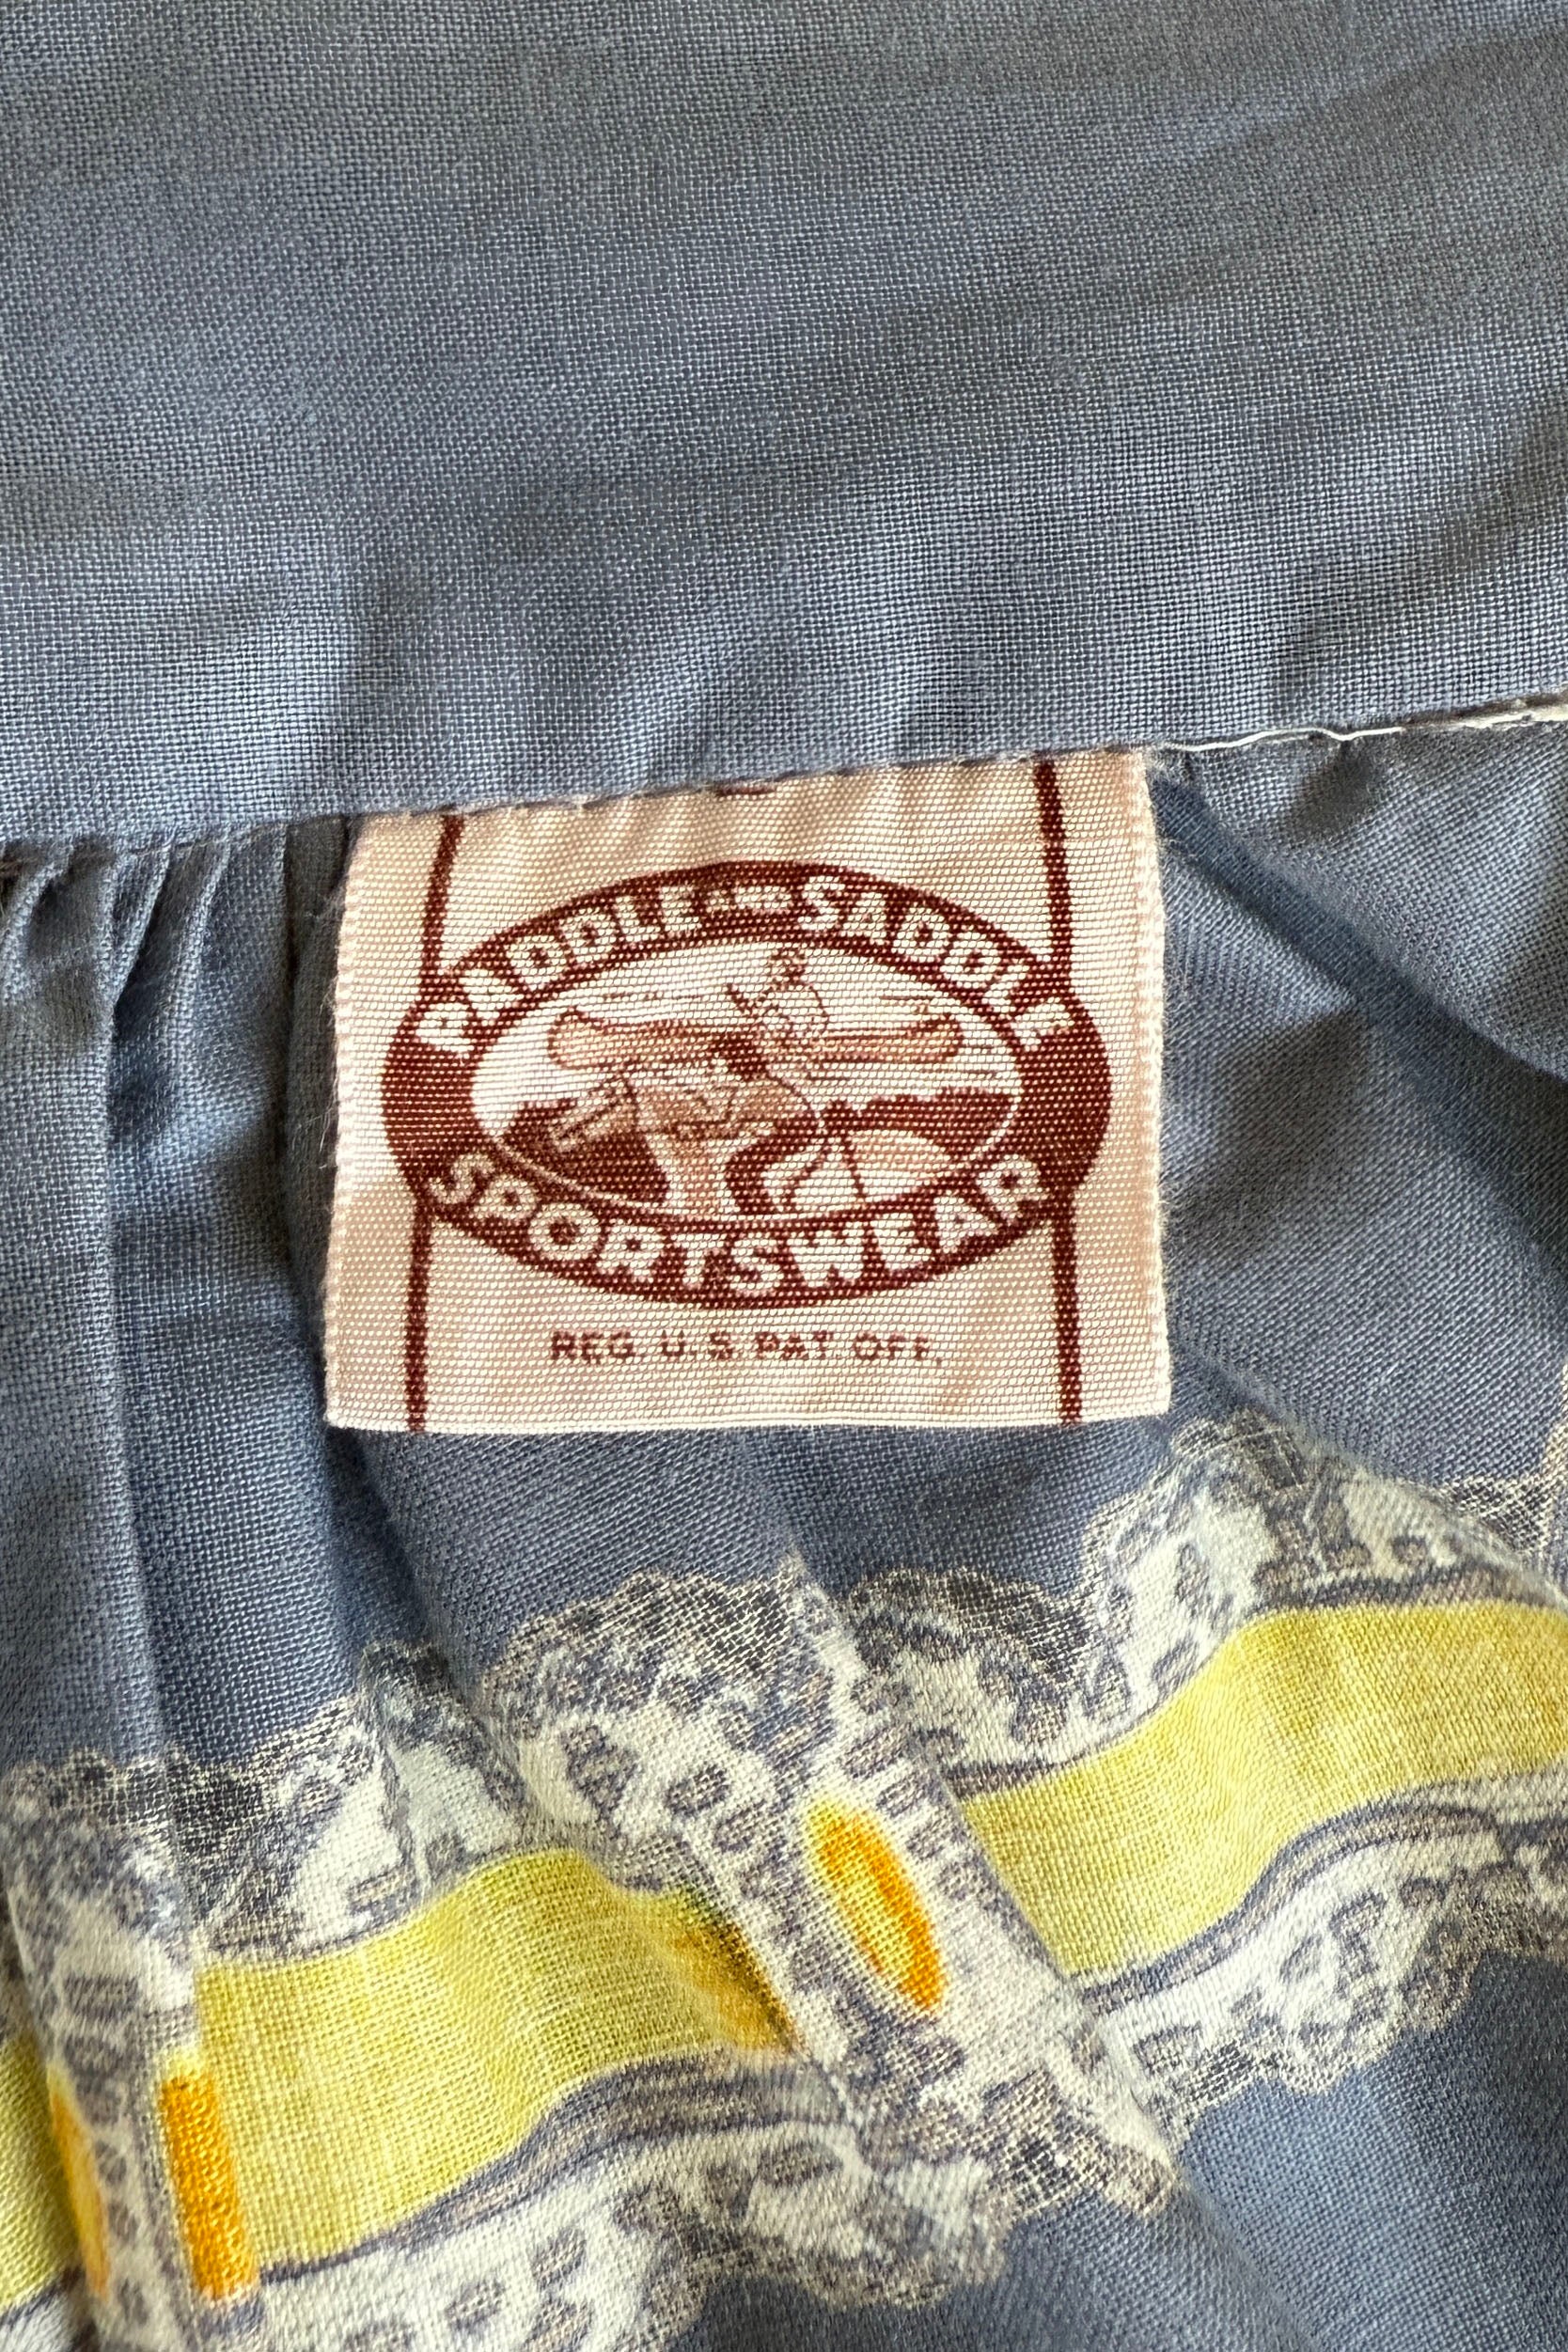 PADDLE AND SADDLE
SPORTSWEAR
REG. U.S. PAT OFF.